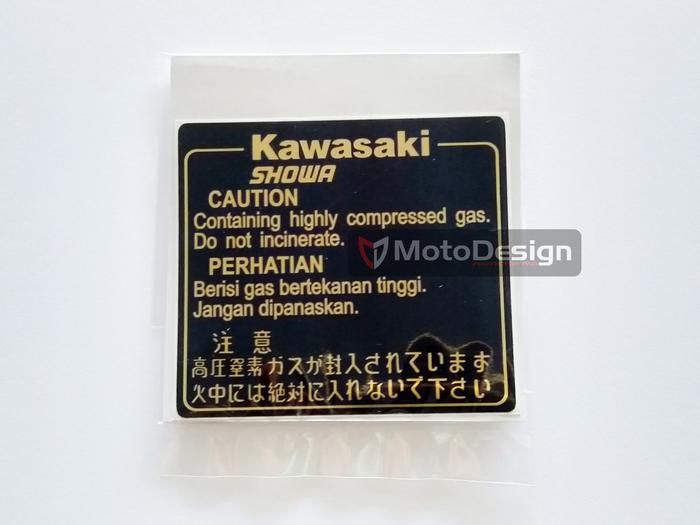 Kawasaki
SHOWA
CAUTION
Containing highly compressed gas.
Do not incinerate.
MotoDesign
PERHATIAN
Berisi gas bertekanan tinggi.
Jangan dipanaskan.
注意
高圧窒素ガスが封入されています
火中には絶対に入れないで下さい